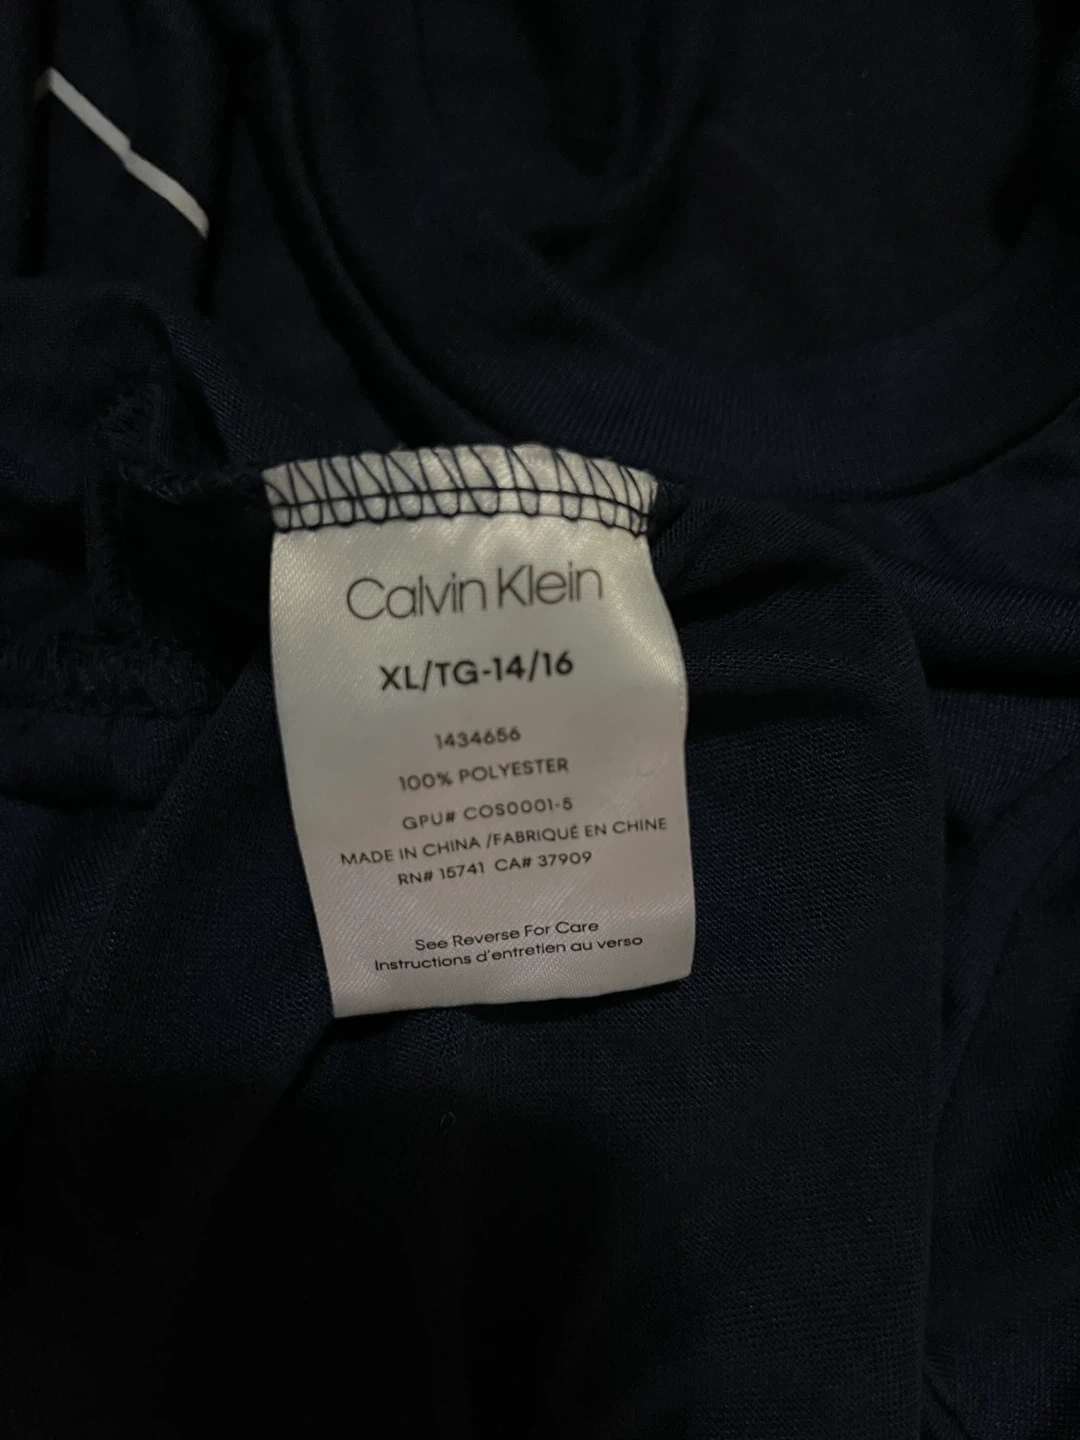 Calvin Klein
XL/TG-14/16
1434656
100% POLYESTER
GPU# COS0001-5
MADE IN CHINA /FABRIQUÉ EN CHINE
RN# 15741 CA# 37909
See Reverse For Care
Instructions d'entretien au verso